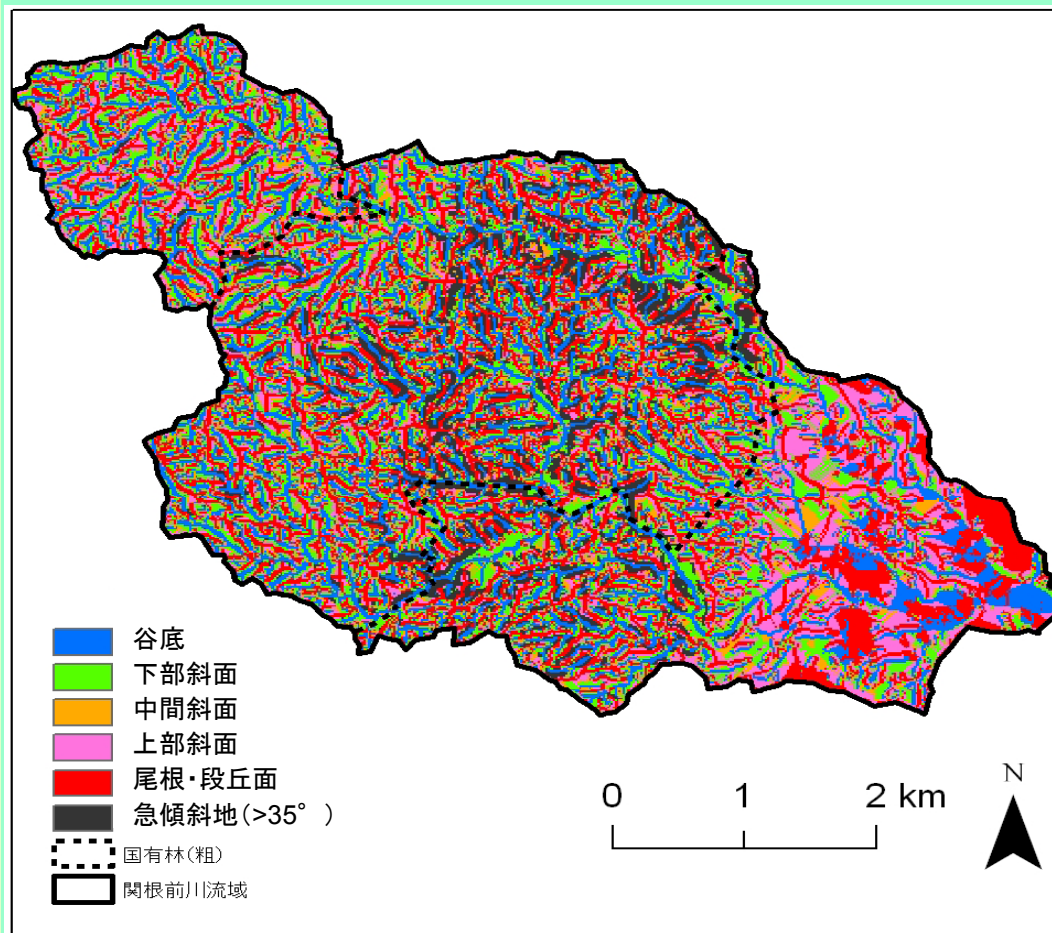 谷底
下部斜面
中間斜面
上部斜面
尾根・段丘面
急傾斜地(>35°)
国有林(粗)
関根前川流域
0 1 2 km
N